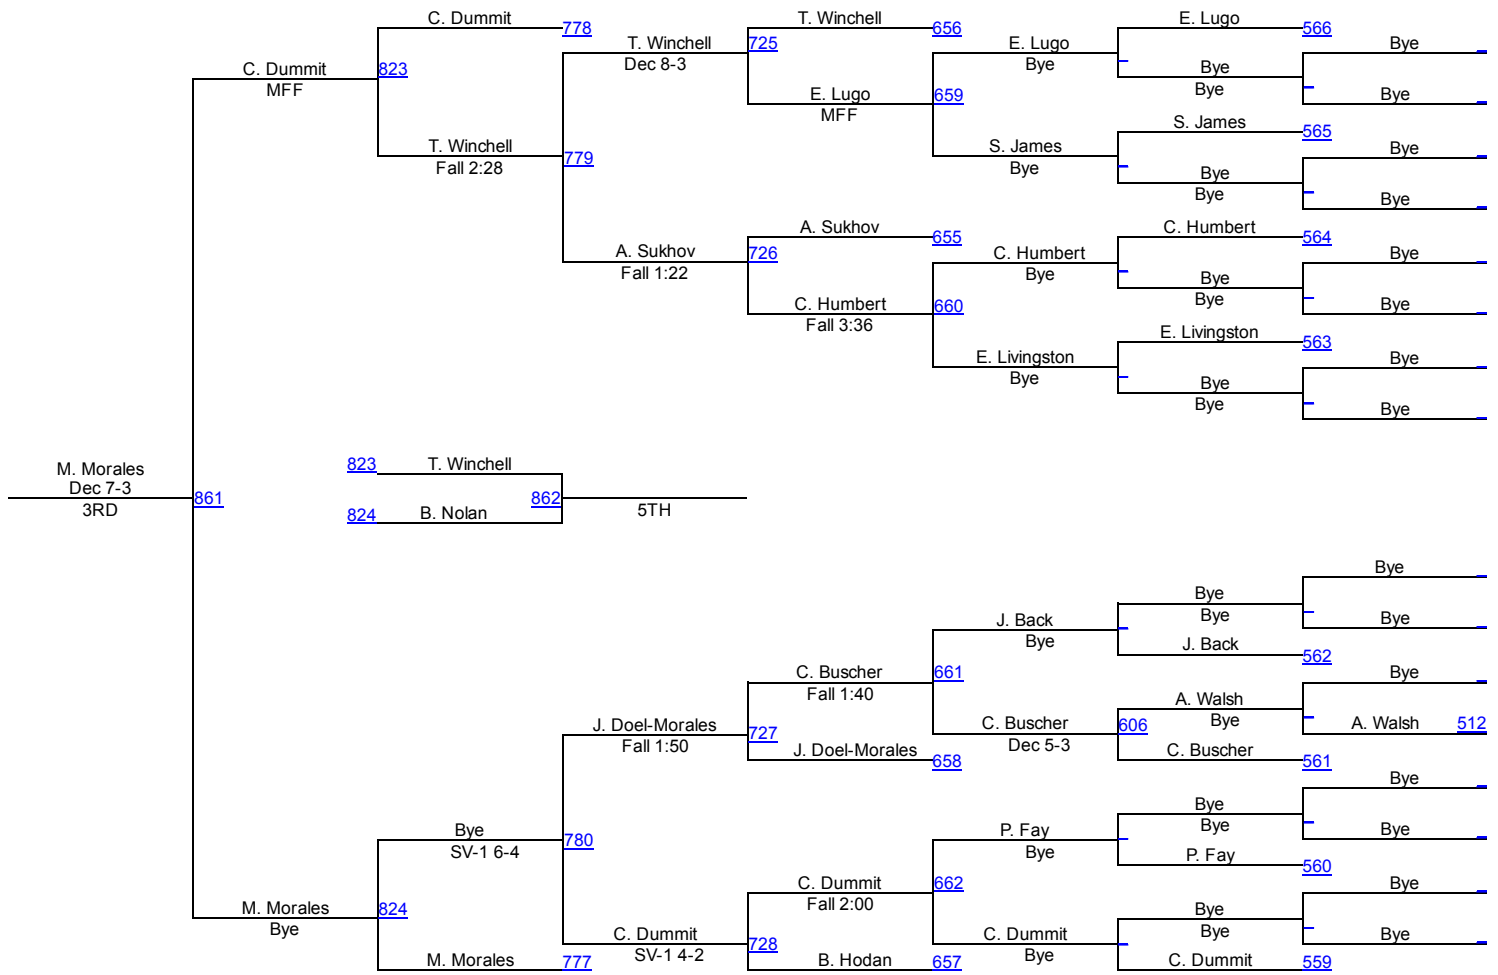 C. Dummit 778
T. Winchell 656
E. Lugo 566
T. Winchell 725
Dec 8-3
E. Lugo
Bye
Bye
C. Dummit 823
MFF
Bye
Bye
E. Lugo 659
MFF
Bye
S. James 565
T. Winchell 779
Fall 2:28
S. James
Bye
Bye
Bye
Bye
Bye
A. Sukhov 655
C. Humbert 564
A. Sukhov 726
Fall 1:22
C. Humbert
Bye
Bye
Bye
Bye
C. Humbert 660
Fall 3:36
Bye
E. Livingston 563
E. Livingston
Bye
Bye
Bye
Bye
Bye
M. Morales
Dec 7-3
861
3RD
823 T. Winchell
862
5TH
824 B. Nolan
Bye
Bye
Bye
J. Back
Bye
Bye
J. Back 562
C. Buscher 661
Fall 1:40
Bye
A. Walsh
Bye
J. Doel-Morales 727
Fall 1:50
C. Buscher 606
Dec 5-3
A. Walsh 512
J. Doel-Morales 658
C. Buscher 561
Bye
Bye
Bye
Bye 780
SV-1 6-4
P. Fay
Bye
Bye
P. Fay 560
C. Dummit 662
Fall 2:00
Bye
M. Morales 824
Bye
Bye
Bye
C. Dummit 728
SV-1 4-2
C. Dummit
Bye
Bye
M. Morales 777
B. Hodan 657
C. Dummit 559